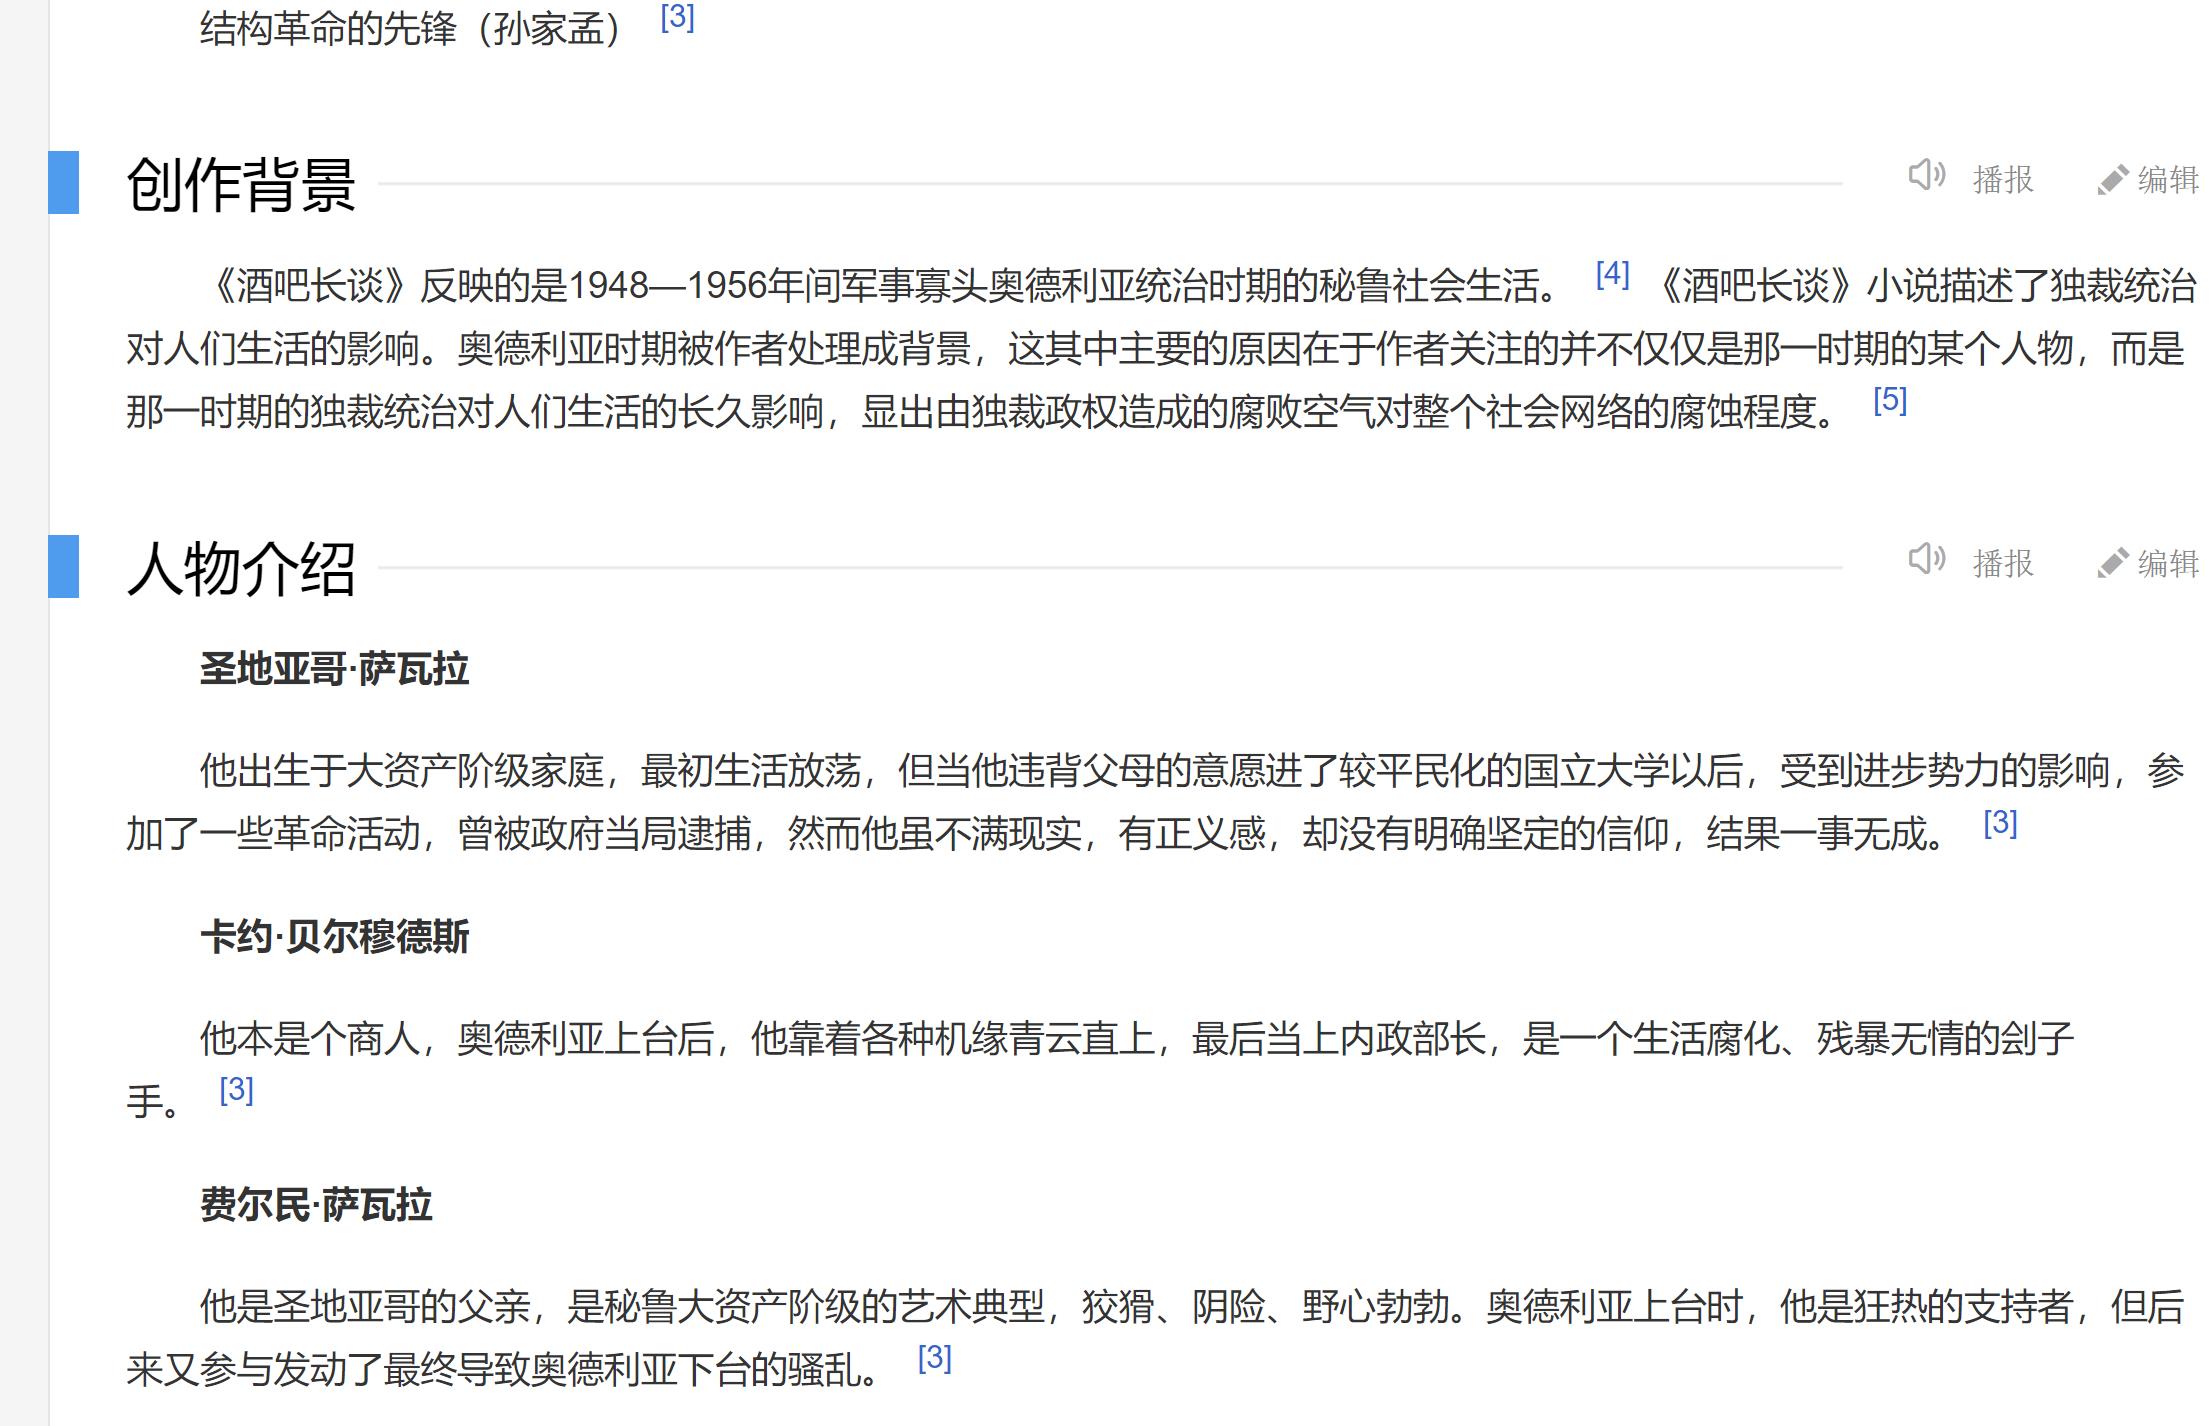 结构革命的先锋（孙家孟） [3]
创作背景
播报 编辑
《酒吧长谈》反映的是1948—1956年间军事寡头奥德利亚统治时期的秘鲁社会生活。 [4] 《酒吧长谈》小说描述了独裁统治
对人们生活的影响。奥德利亚时期被作者处理成背景，这其中主要的原因在于作者关注的并不仅仅是那一时期的某个人物，而是
那一时期的独裁统治对人们生活的长久影响，显出由独裁政权造成的腐败空气对整个社会网络的腐蚀程度。 [5]
人物介绍
播报 编辑
圣地亚哥·萨瓦拉
他出生于大资产阶级家庭，最初生活放荡，但当他违背父母的意愿进了较平民化的国立大学以后，受到进步势力的影响，参
加了一些革命活动，曾被政府当局逮捕，然而他虽不满现实，有正义感，却没有明确坚定的信仰，结果一事无成。 [3]
卡约·贝尔穆德斯
他本是个商人，奥德利亚上台后，他靠着各种机缘青云直上，最后当上内政部长，是一个生活腐化、残暴无情的刽子
手。 [3]
费尔民·萨瓦拉
他是圣地亚哥的父亲，是秘鲁大资产阶级的艺术典型，狡猾、阴险、野心勃勃。奥德利亚上台时，他是狂热的支持者，但后
来又参与发动了最终导致奥德利亚下台的骚乱。 [3]